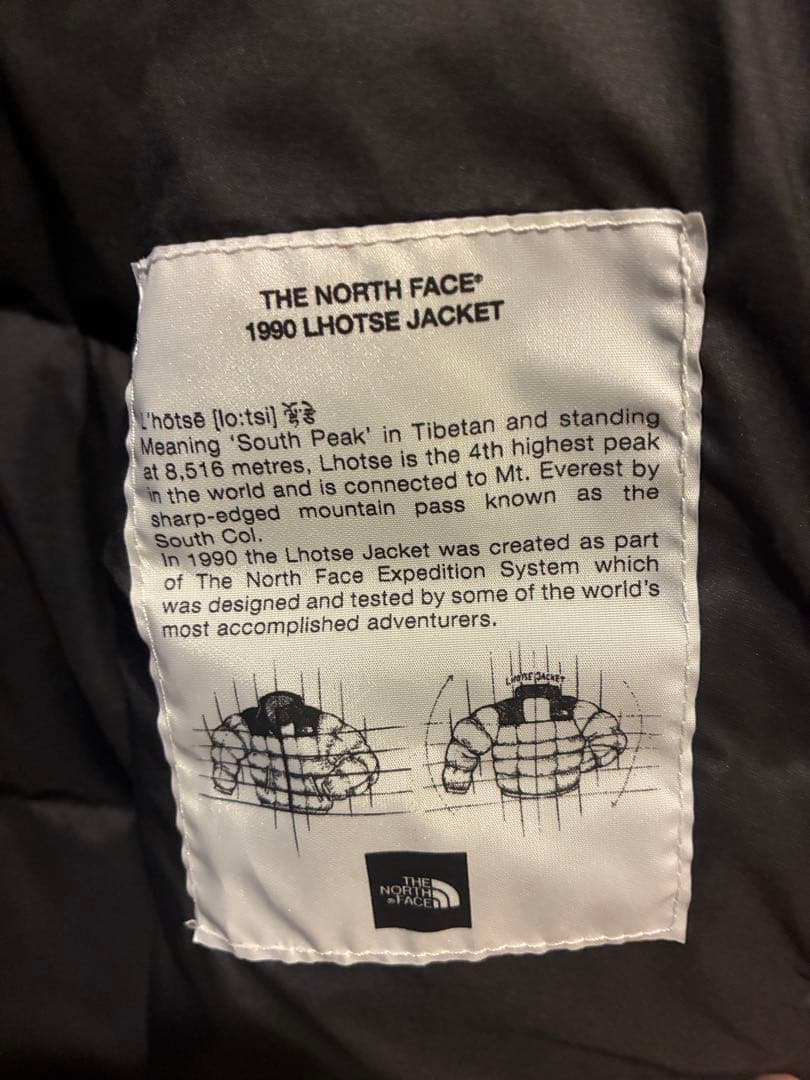 THE NORTH FACE®
1990 LHOTSE JACKET
L'hōtsē [lo:tsi]
Meaning 'South Peak' in Tibetan and standing
at 8,516 metres, Lhotse is the 4th highest peak
in the world and is connected to Mt. Everest by
sharp-edged mountain pass known as the
South Col.
In 1990 the Lhotse Jacket was created as part
of The North Face Expedition System which
was designed and tested by some of the world's
most accomplished adventurers.
LHOTSE JACKET
THE
NORTH
FACE